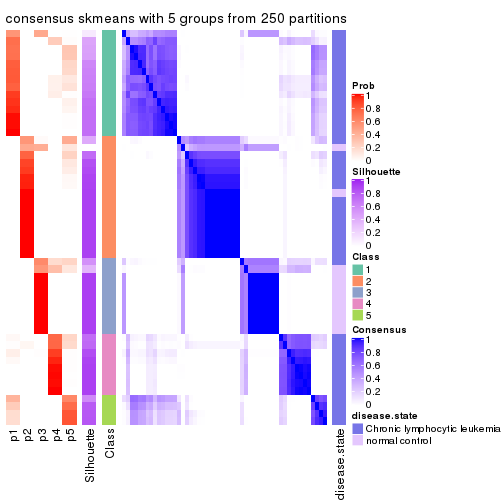 consensus skmeans with 5 groups from 250 partitions
Prob
1
0.8
0.6
0.4
0.2
0
Silhouette
1
0.8
0.6
0.4
0.2
0
Class
1
2
3
4
5
Consensus
1
0.8
0.6
0.4
0.2
0
disease.state
Chronic lymphocytic leukemia
normal control
p1
p2
p3
p4
p5
Silhouette
Class
disease.state